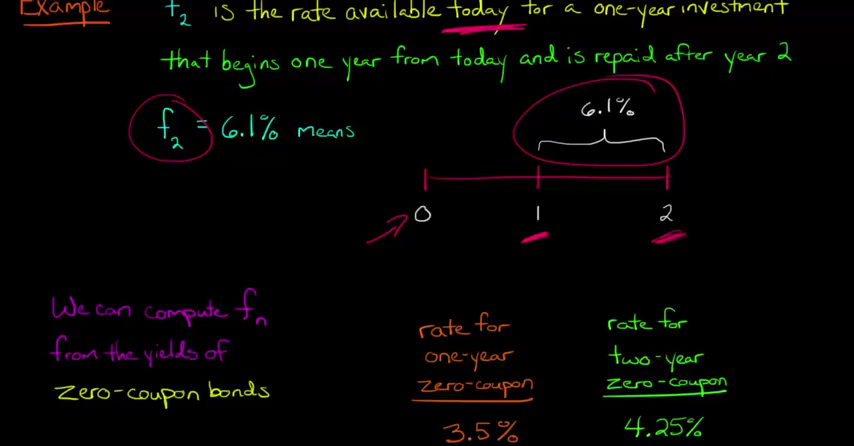 Example
f2 is the rate available today for a one-year investment
that begins one year from today and is repaid after year 2
6.1%
f2 = 6.1% means
0 1 2
We can compute fn
from the yields of
zero-coupon bonds
rate for
one-year
zero-coupon
3.5%
rate for
two-year
zero-coupon
4.25%